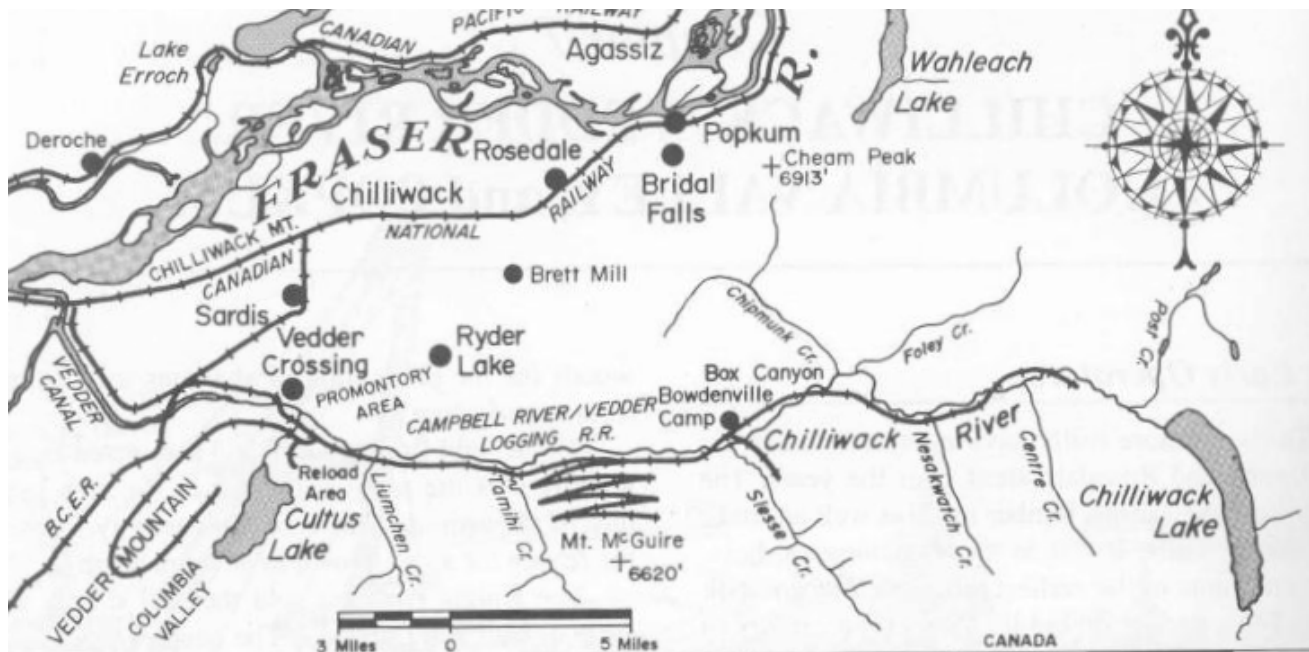 PACIFIC RAILWAY
CANADIAN
Agassiz
Lake
Erroch
R.
Wahleach
Lake
Deroche
Popkum
FRASER
Rosedale
Cheam Peak
6913'
Bridal
Falls
Chilliwack
RAILWAY
NATIONAL
CHILLIWACK MT.
CANADIAN
Brett Mill
Sardis
Chipmunk Cr.
Foley Cr.
Post Cr.
Vedder
Crossing
Ryder
Lake
VEDDER
CANAL
PROMONTORY
AREA
Box Canyon
Bowdenville
Camp
CAMPBELL RIVER/VEDDER
LOGGING R.R.
Chilliwack River
Reload
Area
Cultus
Lake
Liumchen Cr.
Tamihi Cr.
Slesse Cr.
Nesakwatch Cr.
Centre Cr.
Chilliwack
Lake
B.C.E.R.
VEDDER MOUNTAIN
COLUMBIA
VALLEY
Mt. McGuire
6620'
3 Miles 0 5 Miles
CANADA